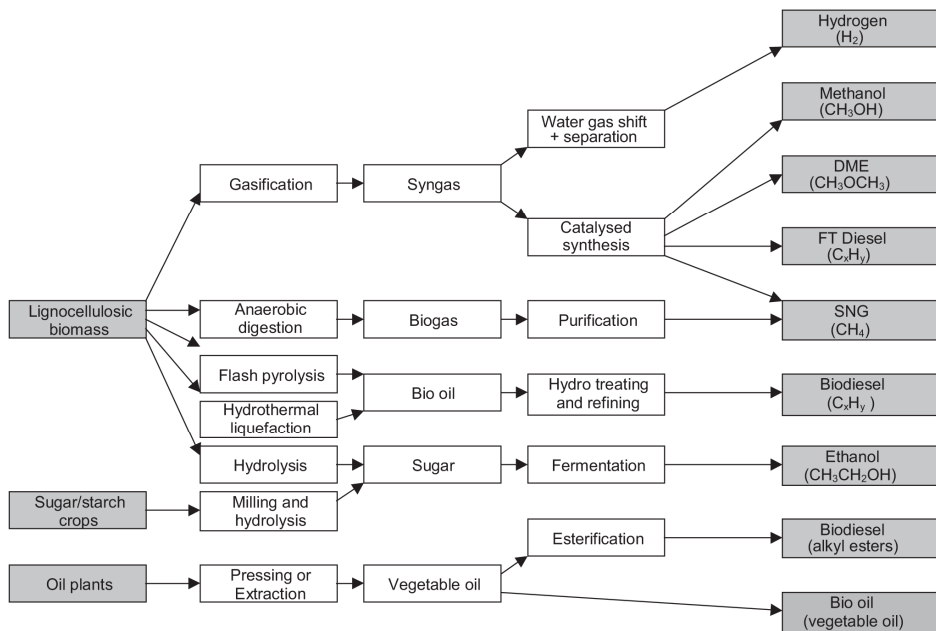 Hydrogen
(H₂)
Methanol
(CH₃OH)
Water gas shift
+ separation
DME
(CH₃OCH₃)
Gasification
Syngas
Catalysed
synthesis
FT Diesel
(CₓHᵧ)
Lignocellulosic
biomass
Anaerobic
digestion
Biogas
Purification
SNG
(CH₄)
Flash pyrolysis
Hydrothermal
liquefaction
Bio oil
Hydro treating
and refining
Biodiesel
(CₓHᵧ )
Hydrolysis
Sugar
Fermentation
Ethanol
(CH₃CH₂OH)
Sugar/starch
crops
Milling and
hydrolysis
Esterification
Biodiesel
(alkyl esters)
Oil plants
Pressing or
Extraction
Vegetable oil
Bio oil
(vegetable oil)